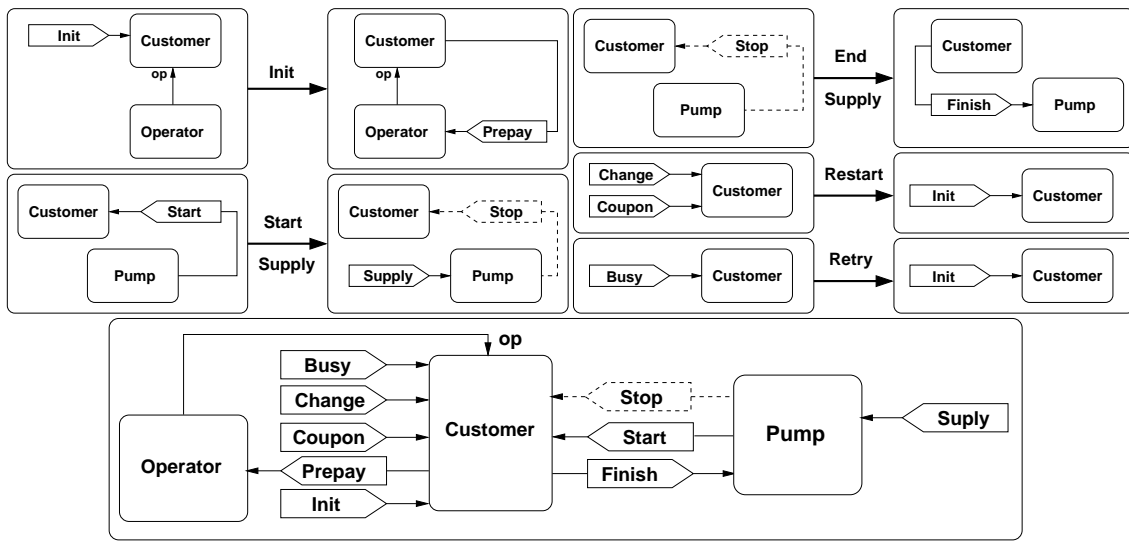 Init
Customer
op
Operator
Init
Customer
op
Operator
Prepay
Customer
Stop
Pump
End
Supply
Customer
Finish
Pump
Customer
Start
Pump
Start
Supply
Customer
Stop
Supply
Pump
Change
Coupon
Customer
Restart
Init
Customer
Busy
Customer
Retry
Init
Customer
op
Busy
Change
Coupon
Prepay
Init
Operator
Customer
Stop
Start
Finish
Pump
Suply